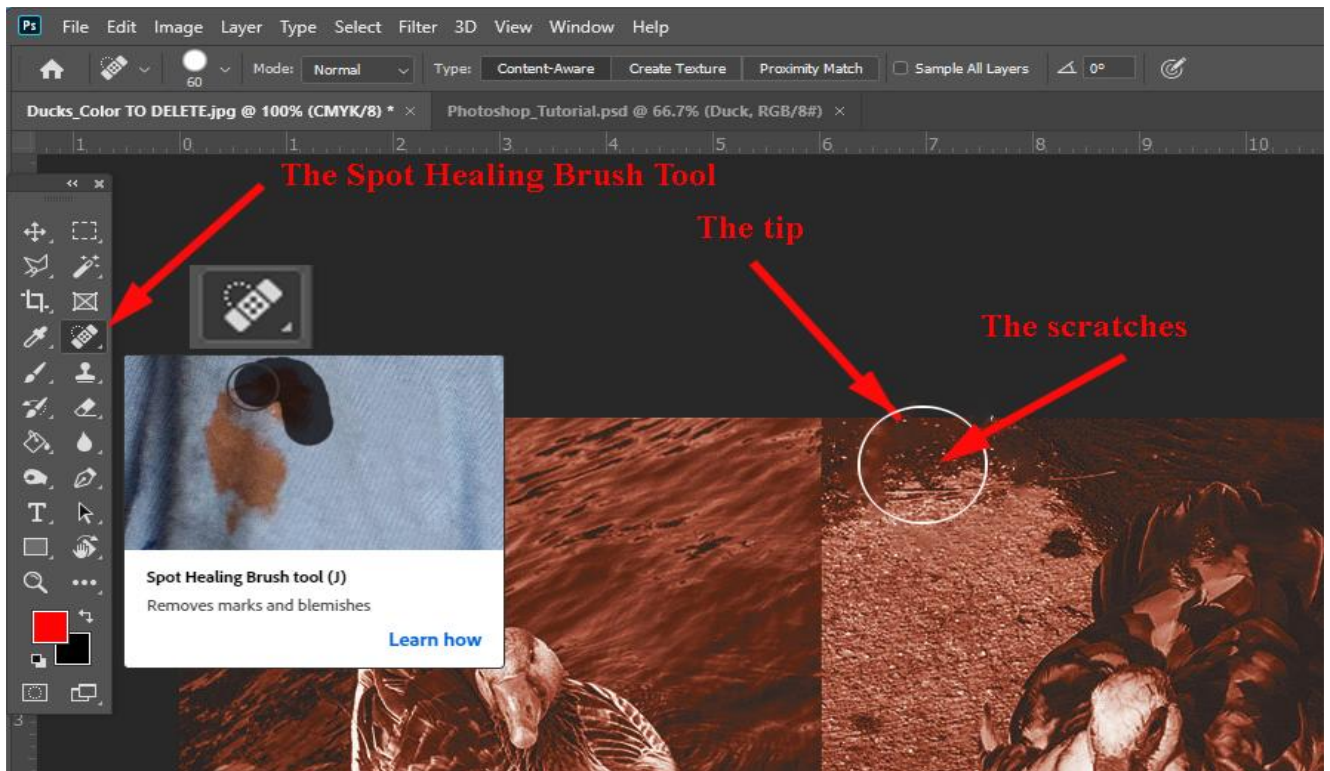 Ps File Edit Image Layer Type Select Filter 3D View Window Help
60 Mode: Normal Type: Content-Aware Create Texture Proximity Match Sample All Layers 0°
Ducks_Color TO DELETE.jpg @ 100% (CMYK/8) * × Photoshop_Tutorial.psd @ 66.7% (Duck, RGB/8#) ×
1 0 1 2 3 4 5 6 7 8 9 10
The Spot Healing Brush Tool
The tip
The scratches
Spot Healing Brush tool (J)
Removes marks and blemishes
Learn how
3